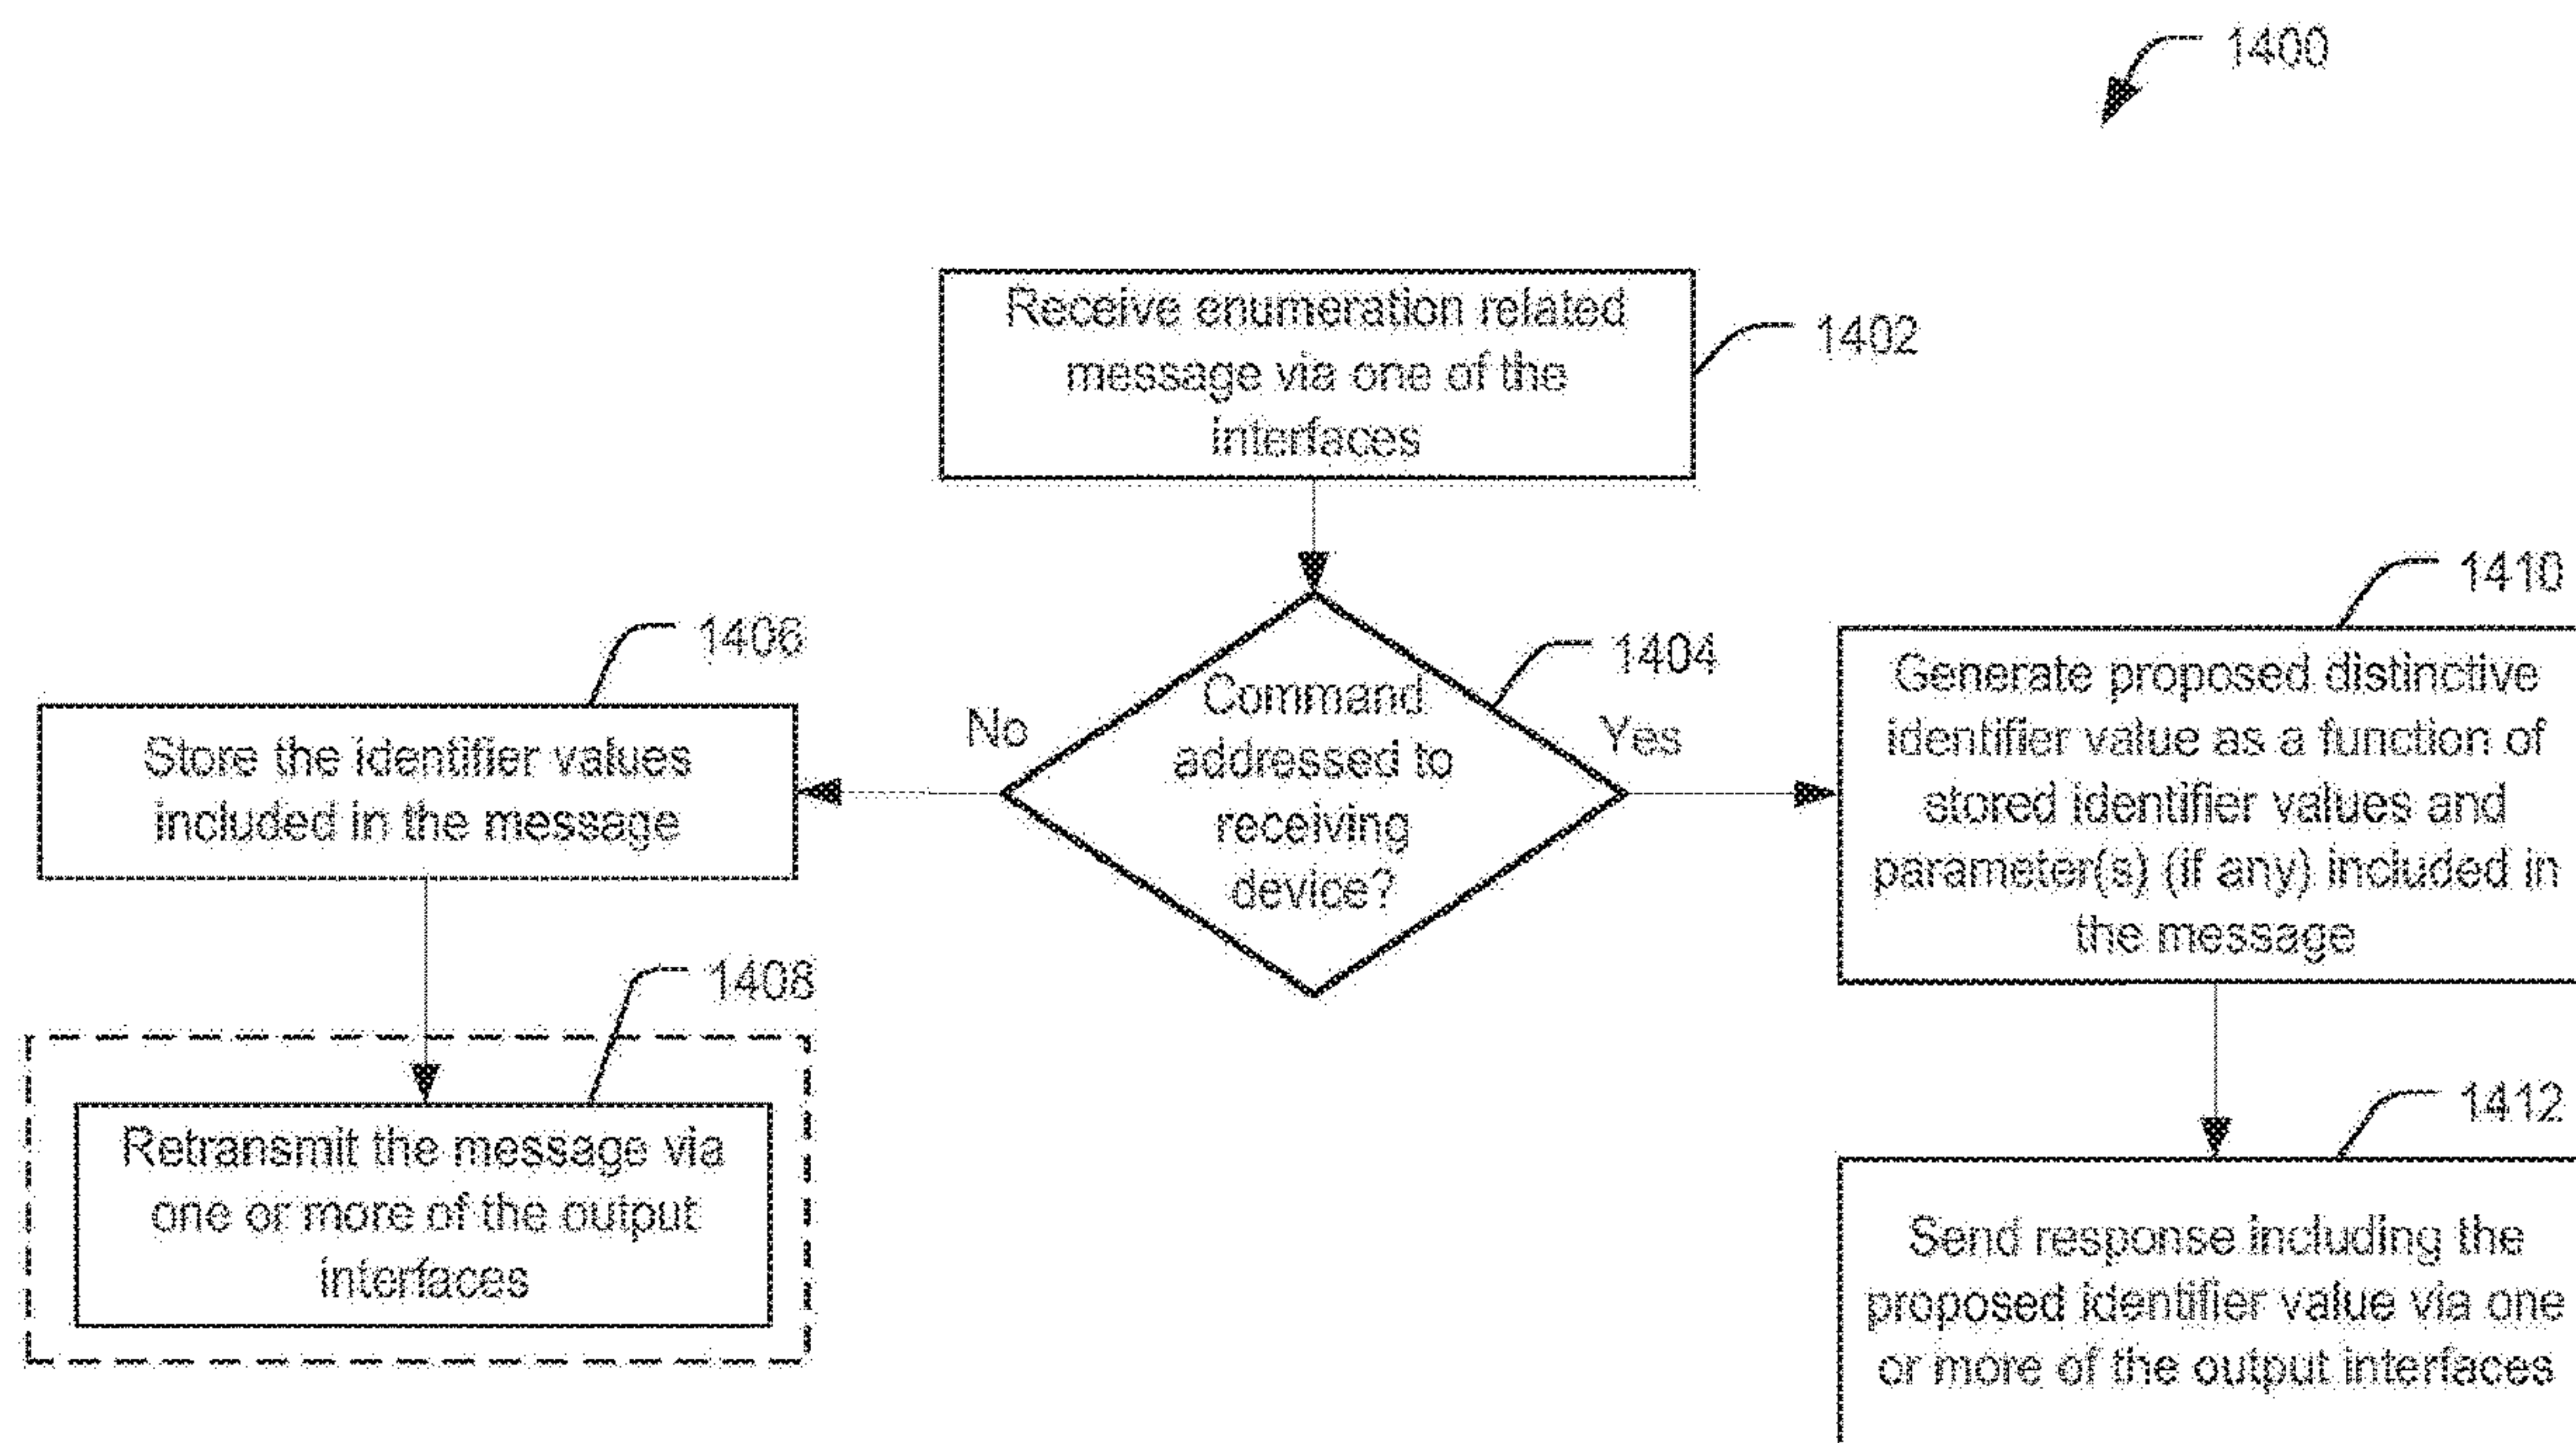 1400
Receive enumeration related
message via one of the
interfaces
1402
Command
addressed to
receiving
device?
1404
No
Yes
1406
Store the identifier values
included in the message
1408
Retransmit the message via
one or more of the output
interfaces
1410
Generate proposed distinctive
identifier value as a function of
stored identifier values and
parameter(s) (if any) included in
the message
1412
Send response including the
proposed identifier value via one
or more of the output interfaces